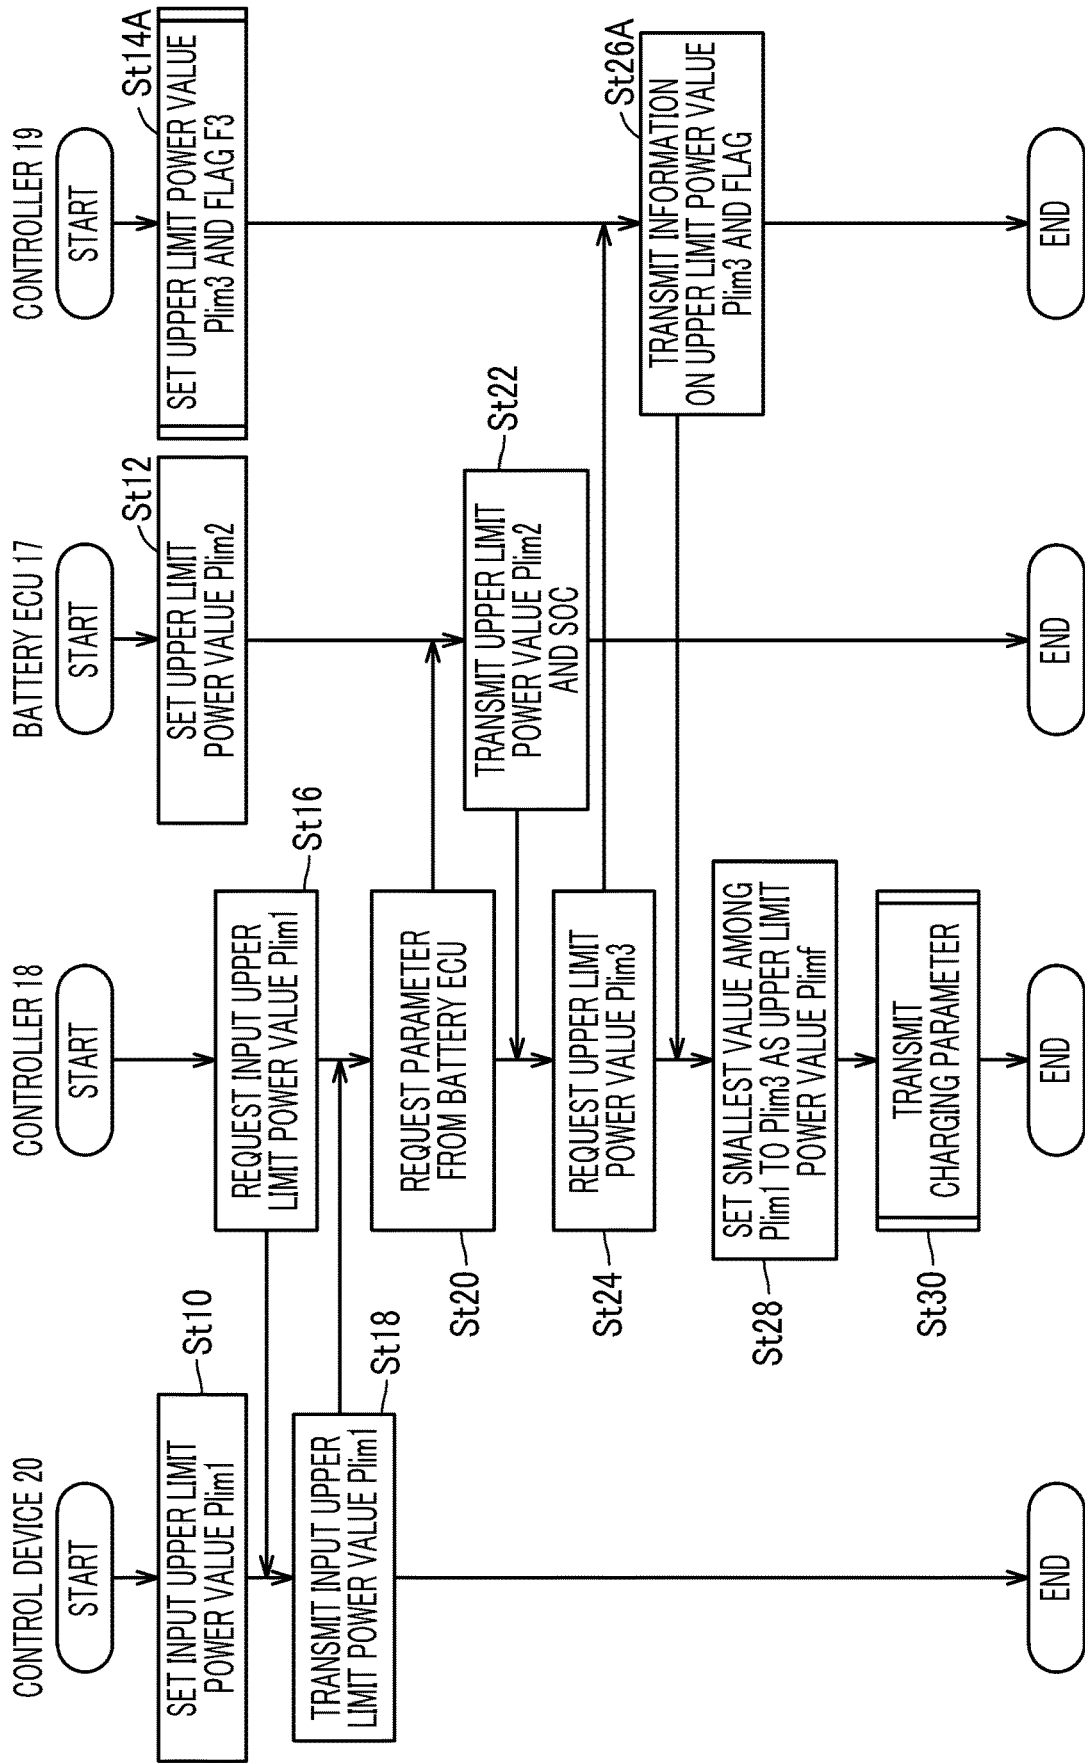 CONTROL DEVICE 20
START
SET INPUT UPPER LIMIT
POWER VALUE Plim1
St10
TRANSMIT INPUT UPPER
LIMIT POWER VALUE Plim1
St18
END
CONTROLLER 18
START
REQUEST INPUT UPPER
LIMIT POWER VALUE Plim1
St16
REQUEST PARAMETER
FROM BATTERY ECU
St20
REQUEST UPPER LIMIT
POWER VALUE Plim3
St24
SET SMALLEST VALUE AMONG
Plim1 TO Plim3 AS UPPER LIMIT
POWER VALUE Plimf
St28
TRANSMIT
CHARGING PARAMETER
St30
END
BATTERY ECU 17
START
SET UPPER LIMIT
POWER VALUE Plim2
St12
TRANSMIT UPPER LIMIT
POWER VALUE Plim2
AND SOC
St22
END
CONTROLLER 19
START
SET UPPER LIMIT POWER VALUE
Plim3 AND FLAG F3
St14A
TRANSMIT INFORMATION
ON UPPER LIMIT POWER VALUE
Plim3 AND FLAG
St26A
END